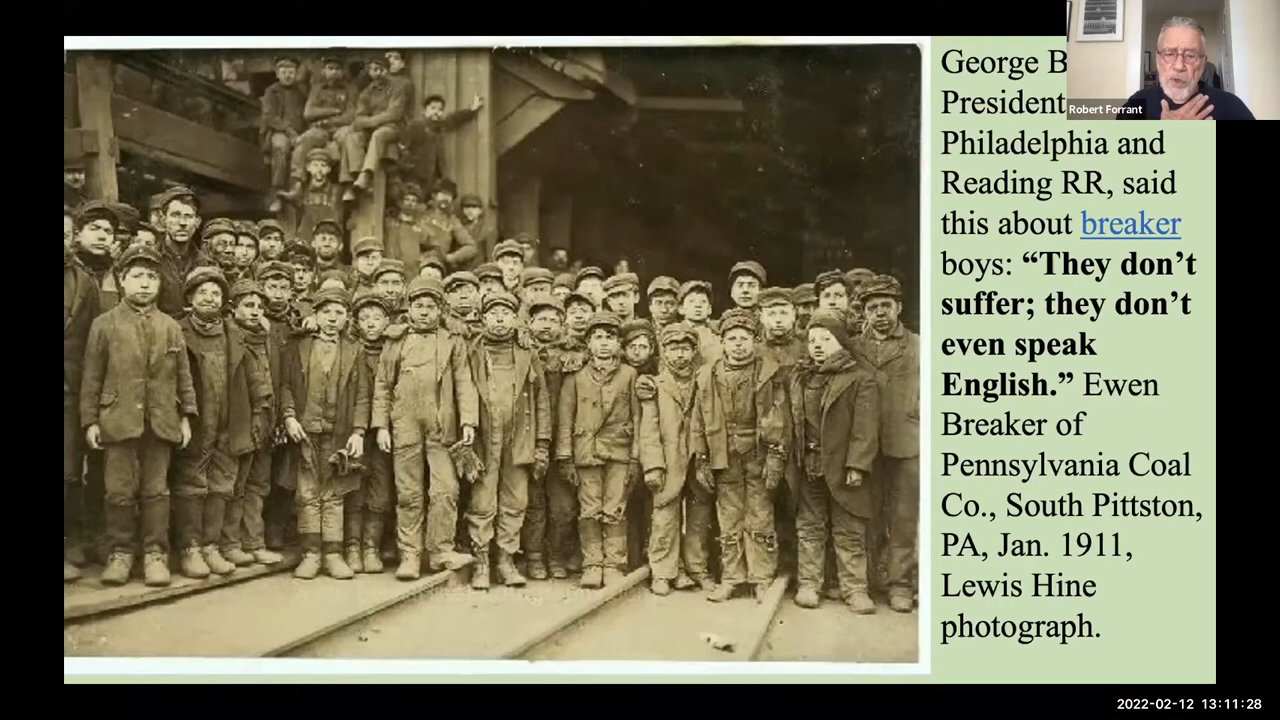 George B
President
Philadelphia and
Reading RR, said
this about breaker
boys: “They don’t
suffer; they don’t
even speak
English.” Ewen
Breaker of
Pennsylvania Coal
Co., South Pittston,
PA, Jan. 1911,
Lewis Hine
photograph.
Robert Forrant
2022-02-12 13:11:28